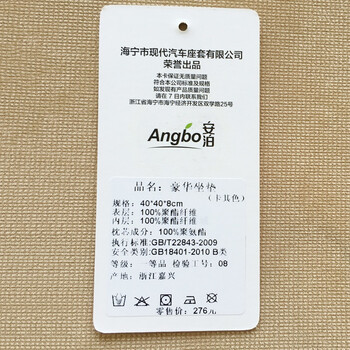 海宁市现代汽车座套有限公司
荣誉出品
本卡保证无质量问题
符合本公司标准及规格
如发现有产品质量问题
请在7日内联系我们
浙江省海宁市海宁经济开发区双学路251号
Angbo安泊
品名：豪华坐垫
(卡其色)
规格：40*40*8cm
表层：100%聚酯纤维
内层：100%聚酯纤维
枕芯成分：100%聚氨酯
执行标准：GB/T22843-2009
安全类别：GB18401-2010 B类
等级： 一等品 检验工号：08
产地： 浙江嘉兴
零售价：276元